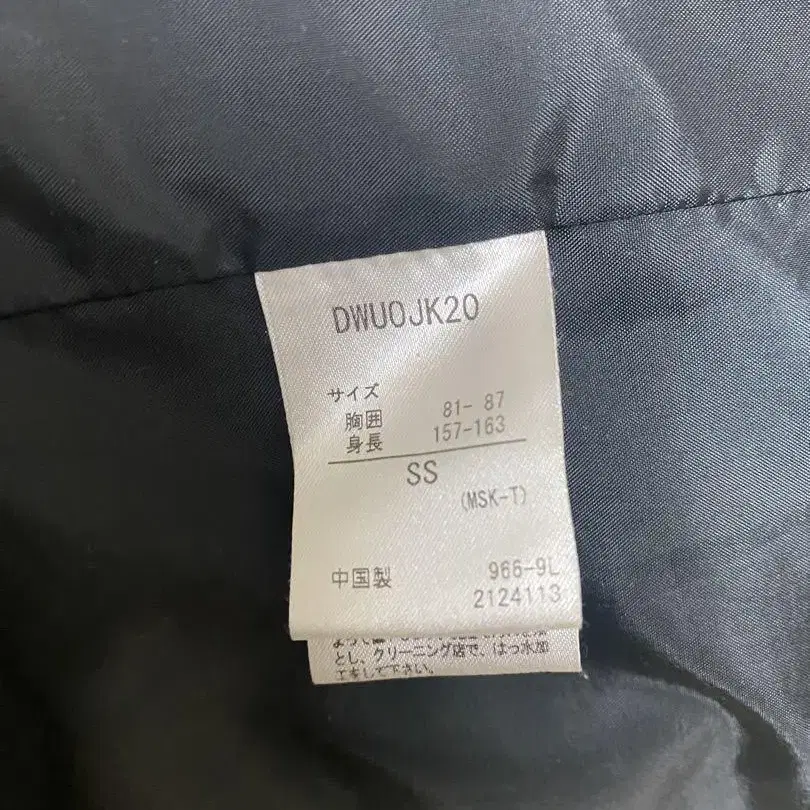 DWU0JK20
サイズ
胸囲 81- 87
身長 157-163
SS
(MSK-T)
中国製 966-9L
2124113
とし、クリーニング店で、はっ水加
工をして下さい。